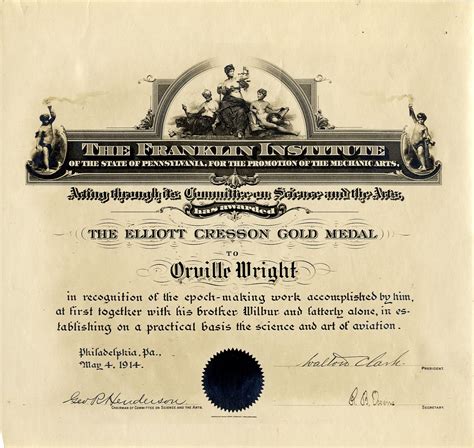 THE FRANKLIN INSTITUTE
OF THE STATE OF PENNSYLVANIA, FOR THE PROMOTION OF THE MECHANIC ARTS,
Acting through its Committee on Science and the Arts,
has awarded
THE ELLIOTT CRESSON GOLD MEDAL
TO
Orville Wright
in recognition of the epoch-making work accomplished by him,
at first together with his brother Wilbur and latterly alone, in es-
tablishing on a practical basis the science and art of aviation.
Philadelphia, Pa.,
May 4, 1914.
Walton Clark
PRESIDENT.
Geo. R. Henderson
CHAIRMAN OF COMMITTEE ON SCIENCE AND THE ARTS.